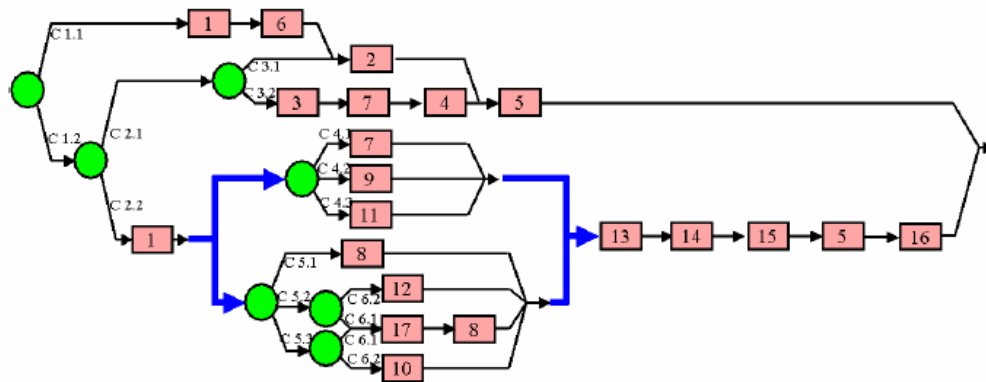 C 1.1 1 6
C 3.1 2
C 3.2 3 7 4 5
C 1.2 C 2.1
C 4.1 7
C 4.2 9
C 4.3 11
C 2.2 1
13 14 15 5 16
C 5.1 8
C 5.2 C 6.2 12
C 6.1 17 8
C 5.3 C 6.1
C 6.2 10